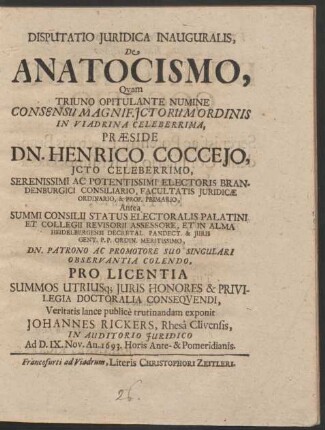 DISPUTATIO JURIDICA INAUGURALIS,
De
ANATOCISMO,
Qvam
TRIUNO OPITULANTE NUMINE
CONSENSU MAGNIF. JCTORUM ORDINIS
IN VIADRINA CELEBERRIMA,
PRÆSIDE
DN. HENRICO COCCEJO,
JCTO CELEBERRIMO,
SERENISSIMI AC POTENTISSIMI ELECTORIS BRAN-
DENBURGICI CONSILIARIO, FACULTATIS JURIDICÆ
ORDINARIO, & PROF. PRIMARIO,
Antea
SUMMI CONSILII STATUS ELECTORALIS PALATINI
ET COLLEGII REVISORII ASSESSORE, ET IN ALMA
HEIDELBERGENSI DECRETAL. PANDECT. & JURIS
GENT. P.P. ORDIN. MERITISSIMO,
DN. PATRONO AC PROMOTORE SUO SINGULARI
OBSERVANTIA COLENDO,
PRO LICENTIA
SUMMOS UTRIUSq; JURIS HONORES & PRIVI-
LEGIA DOCTORALIA CONSEQVENDI,
Veritatis lance publicè trutinandam exponit
JOHANNES RICKERS, Rhesâ Clivensis,
IN AUDITORIO JURIDICO
Ad D. IX. Nov. An. 1693. Horis Ante- & Pomeridianis.
Francofurti ad Viadrum, Literis CHRISTOPHORI ZEITLERI.
26.